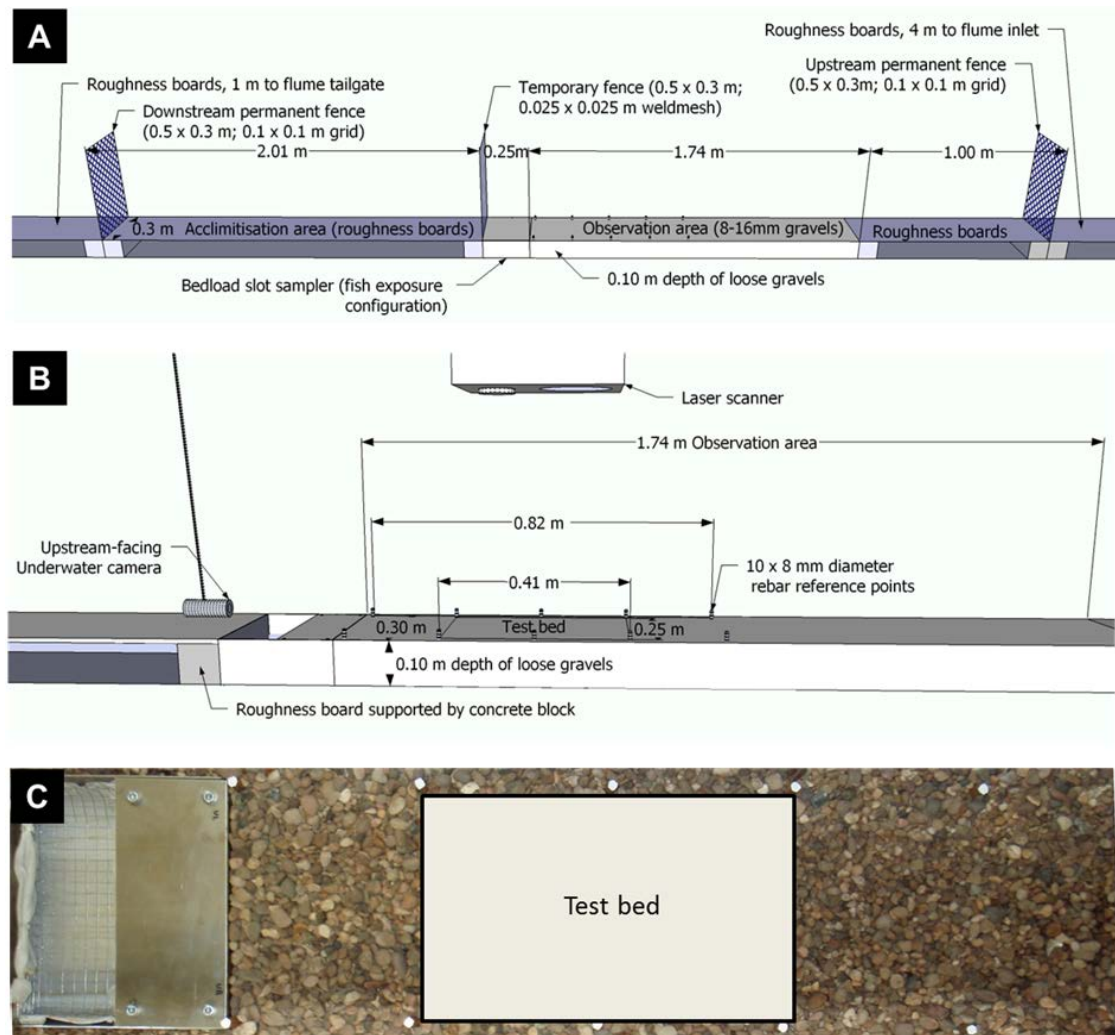 A
Roughness boards, 4 m to flume inlet
Roughness boards, 1 m to flume tailgate
Temporary fence (0.5 x 0.3 m;
0.025 x 0.025 m weldmesh)
Upstream permanent fence
(0.5 x 0.3m; 0.1 x 0.1 m grid)
Downstream permanent fence
(0.5 x 0.3 m; 0.1 x 0.1 m grid)
2.01 m
0.25m
1.74 m
1.00 m
0.3 m
Acclimitisation area (roughness boards)
Observation area (8-16mm gravels)
Roughness boards
Bedload slot sampler (fish exposure
configuration)
0.10 m depth of loose gravels
B
Laser scanner
1.74 m Observation area
0.82 m
Upstream-facing
Underwater camera
0.41 m
10 x 8 mm diameter
rebar reference points
0.30 m
Test bed
0.25 m
0.10 m depth of loose gravels
Roughness board supported by concrete block
C
Test bed